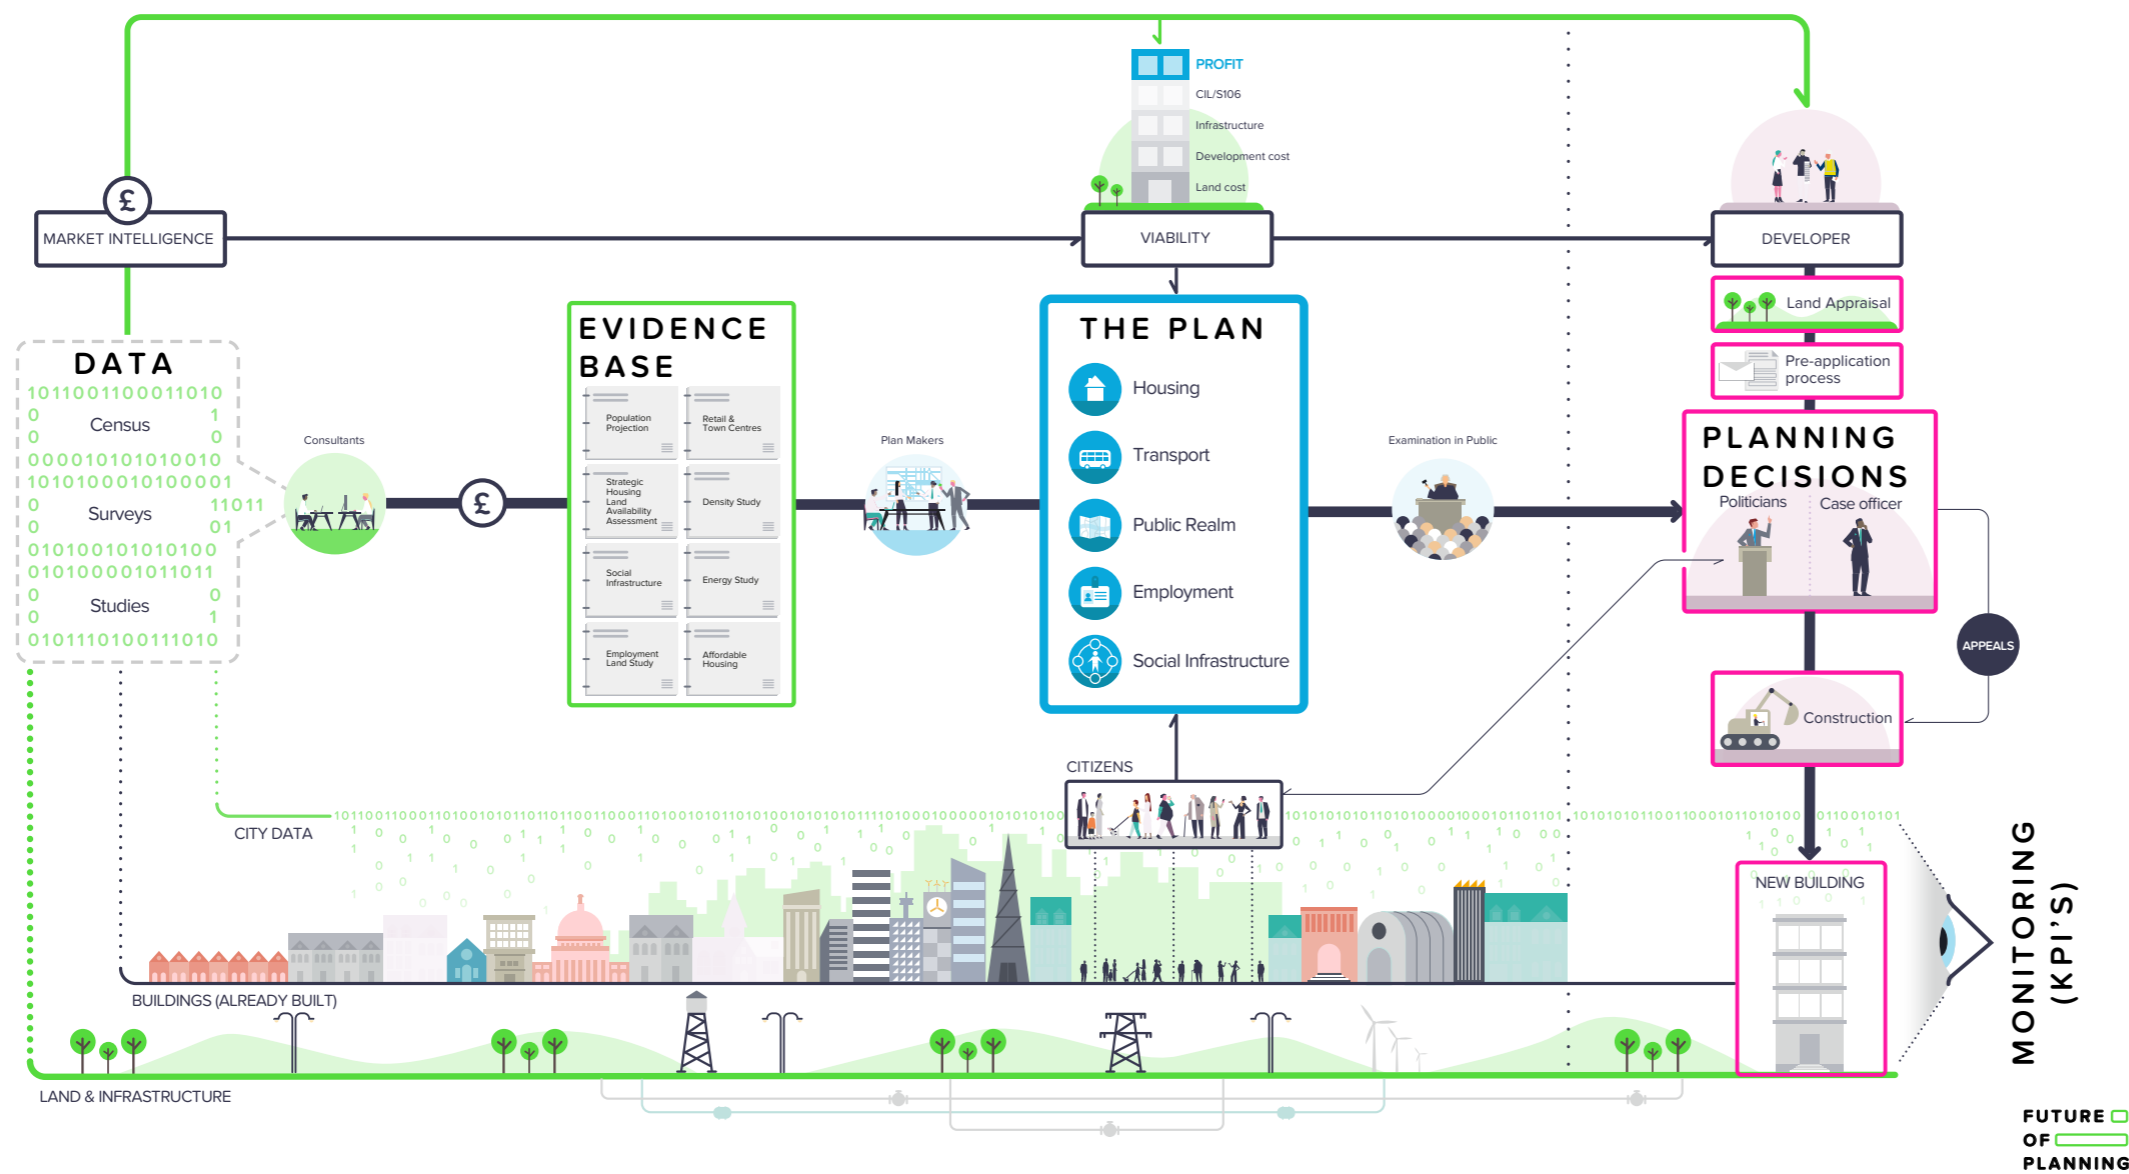 PROFIT
CIL/S106
Infrastructure
Development cost
Land cost
£
MARKET INTELLIGENCE
VIABILITY
DEVELOPER
Land Appraisal
Pre-application
process
DATA
Census
Surveys
Studies
Consultants
£
EVIDENCE
BASE
Population
Projection
Retail &
Town Centres
Strategic
Housing
Land
Availability
Assessment
Density Study
Social
Infrastructure
Energy Study
Employment
Land Study
Affordable
Housing
Plan Makers
THE PLAN
Housing
Transport
Public Realm
Employment
Social Infrastructure
Examination in Public
PLANNING
DECISIONS
Politicians
Case officer
APPEALS
Construction
CITIZENS
CITY DATA
NEW BUILDING
BUILDINGS (ALREADY BUILT)
LAND & INFRASTRUCTURE
MONITORING
(KPI'S)
FUTURE
OF
PLANNING